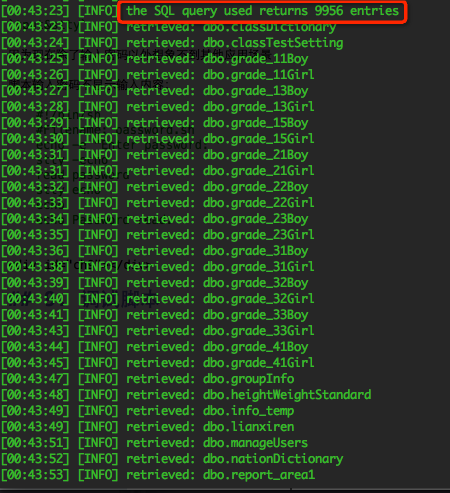 [00:43:23] [INFO] the SQL query used returns 9956 entries
[00:43:23] [INFO] retrieved: dbo.classDictionary
[00:43:24] [INFO] retrieved: dbo.classTestSetting
[00:43:25] [INFO] retrieved: dbo.grade_11Boy
[00:43:26] [INFO] retrieved: dbo.grade_11Girl
[00:43:27] [INFO] retrieved: dbo.grade_13Boy
[00:43:28] [INFO] retrieved: dbo.grade_13Girl
[00:43:29] [INFO] retrieved: dbo.grade_15Boy
[00:43:30] [INFO] retrieved: dbo.grade_15Girl
[00:43:31] [INFO] retrieved: dbo.grade_21Boy
[00:43:31] [INFO] retrieved: dbo.grade_21Girl
[00:43:32] [INFO] retrieved: dbo.grade_22Boy
[00:43:33] [INFO] retrieved: dbo.grade_22Girl
[00:43:34] [INFO] retrieved: dbo.grade_23Boy
[00:43:35] [INFO] retrieved: dbo.grade_23Girl
[00:43:36] [INFO] retrieved: dbo.grade_31Boy
[00:43:38] [INFO] retrieved: dbo.grade_31Girl
[00:43:39] [INFO] retrieved: dbo.grade_32Boy
[00:43:40] [INFO] retrieved: dbo.grade_32Girl
[00:43:41] [INFO] retrieved: dbo.grade_33Boy
[00:43:43] [INFO] retrieved: dbo.grade_33Girl
[00:43:44] [INFO] retrieved: dbo.grade_41Boy
[00:43:45] [INFO] retrieved: dbo.grade_41Girl
[00:43:47] [INFO] retrieved: dbo.groupInfo
[00:43:48] [INFO] retrieved: dbo.heightWeightStandard
[00:43:49] [INFO] retrieved: dbo.info_temp
[00:43:49] [INFO] retrieved: dbo.lianxiren
[00:43:51] [INFO] retrieved: dbo.manageUsers
[00:43:52] [INFO] retrieved: dbo.nationDictionary
[00:43:53] [INFO] retrieved: dbo.report_area1